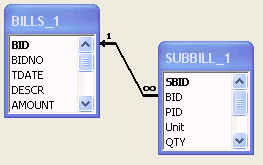 BILLS_1
BID
BIDNO
TDATE
DESCR
AMOUNT
1
∞
SUBBILL_1
SBID
BID
PID
Unit
QTY